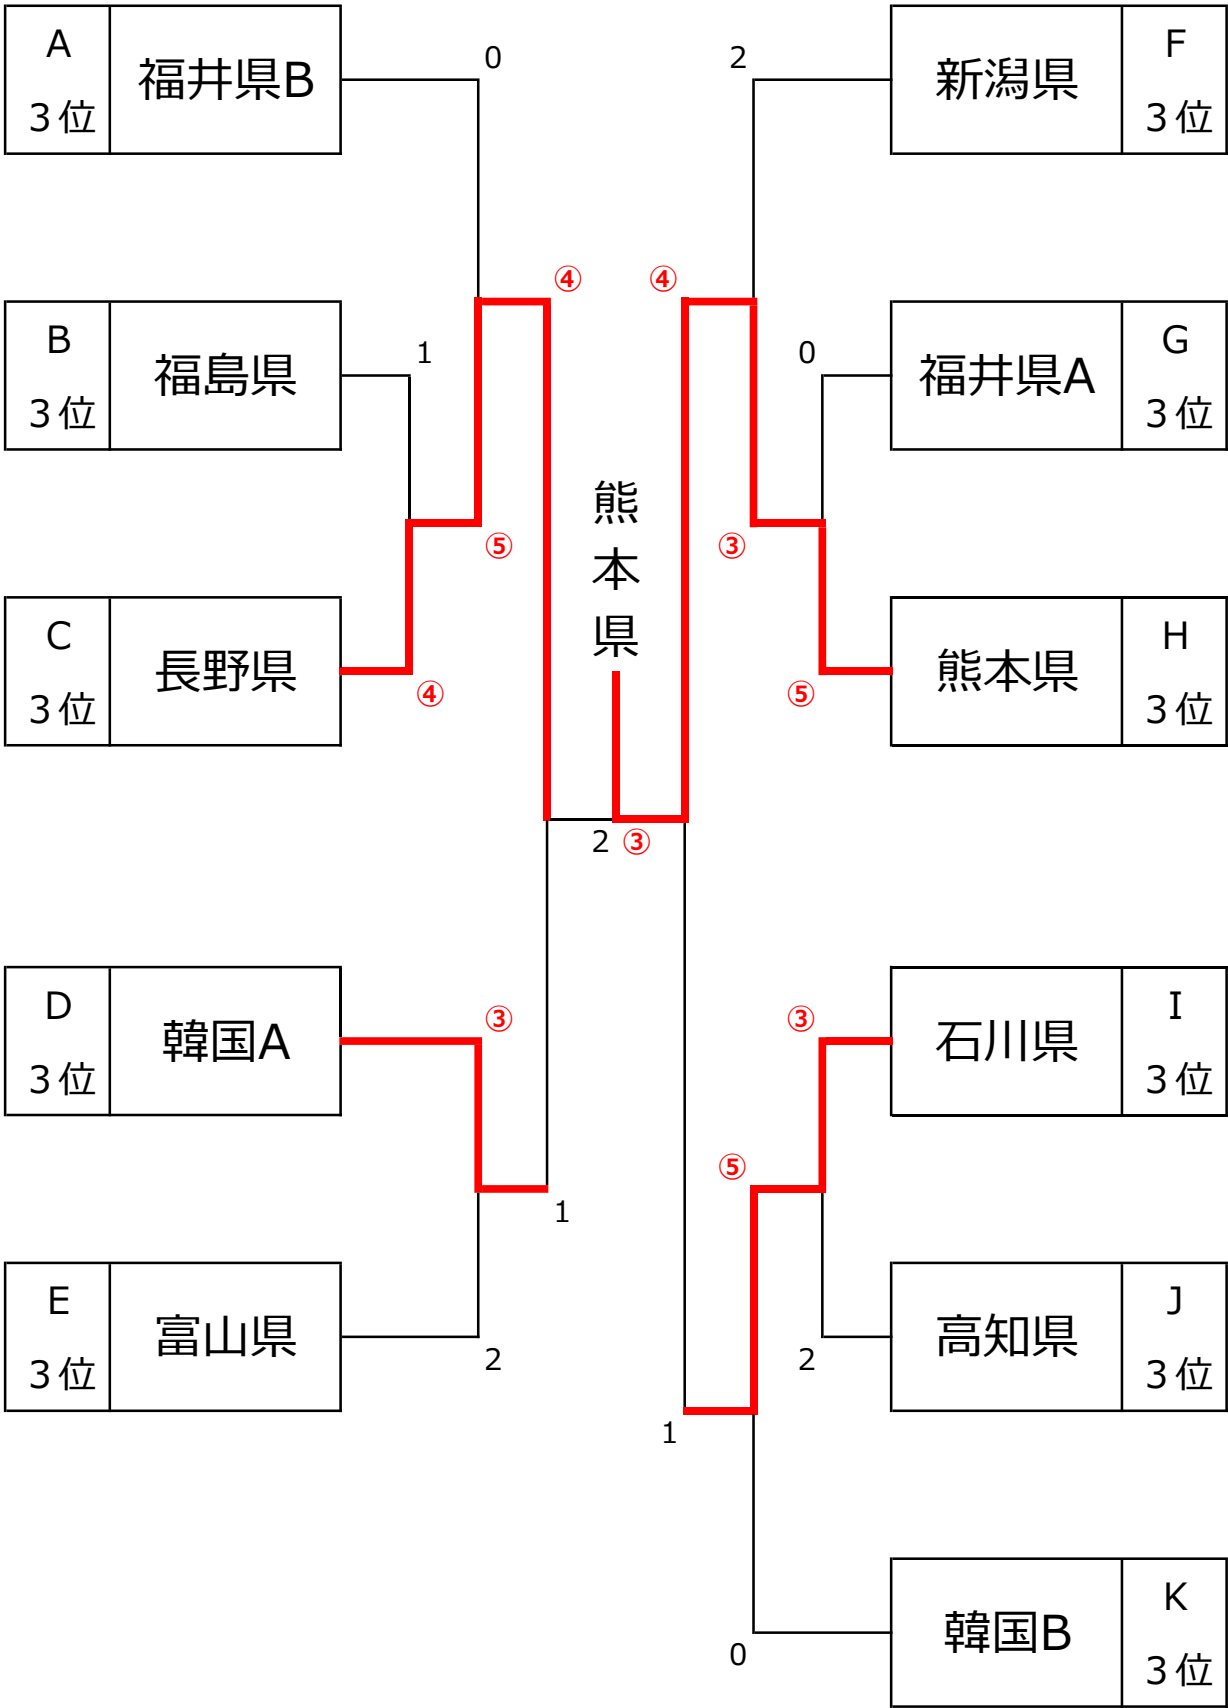 A
３位
福井県B
0
2
新潟県
F
３位
④
④
B
３位
福島県
1
0
福井県A
G
３位
熊本県
⑤
③
C
３位
長野県
④
⑤
熊本県
H
３位
2
③
D
３位
韓国A
③
③
石川県
I
３位
⑤
1
E
３位
富山県
2
2
高知県
J
３位
1
0
韓国B
K
３位